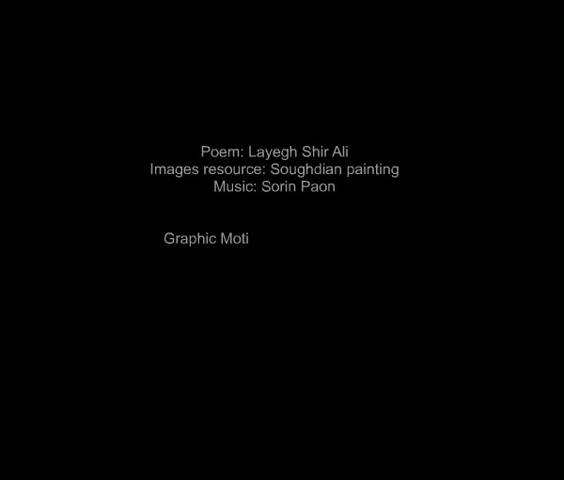 Poem: Layegh Shir Ali
Images resource: Soughdian painting
Music: Sorin Paon
Graphic Moti